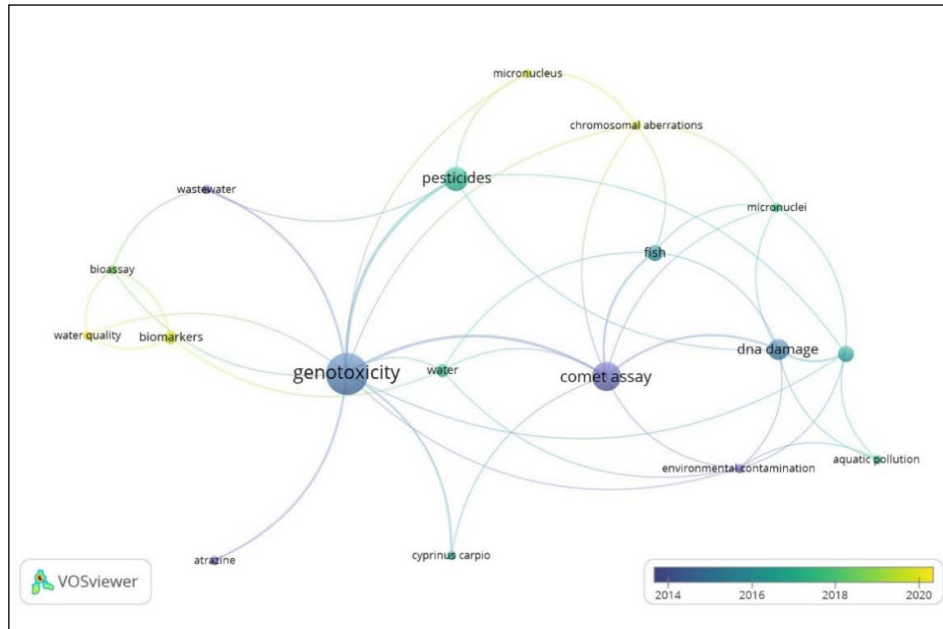 micronucleus
chromosomal aberrations
pesticides
wastewater
micronuclei
fish
bioassay
water quality
biomarkers
dna damage
genotoxicity
water
comet assay
environmental contamination
aquatic pollution
atrazine
cyprinus carpio
VOSviewer
2014 2016 2018 2020